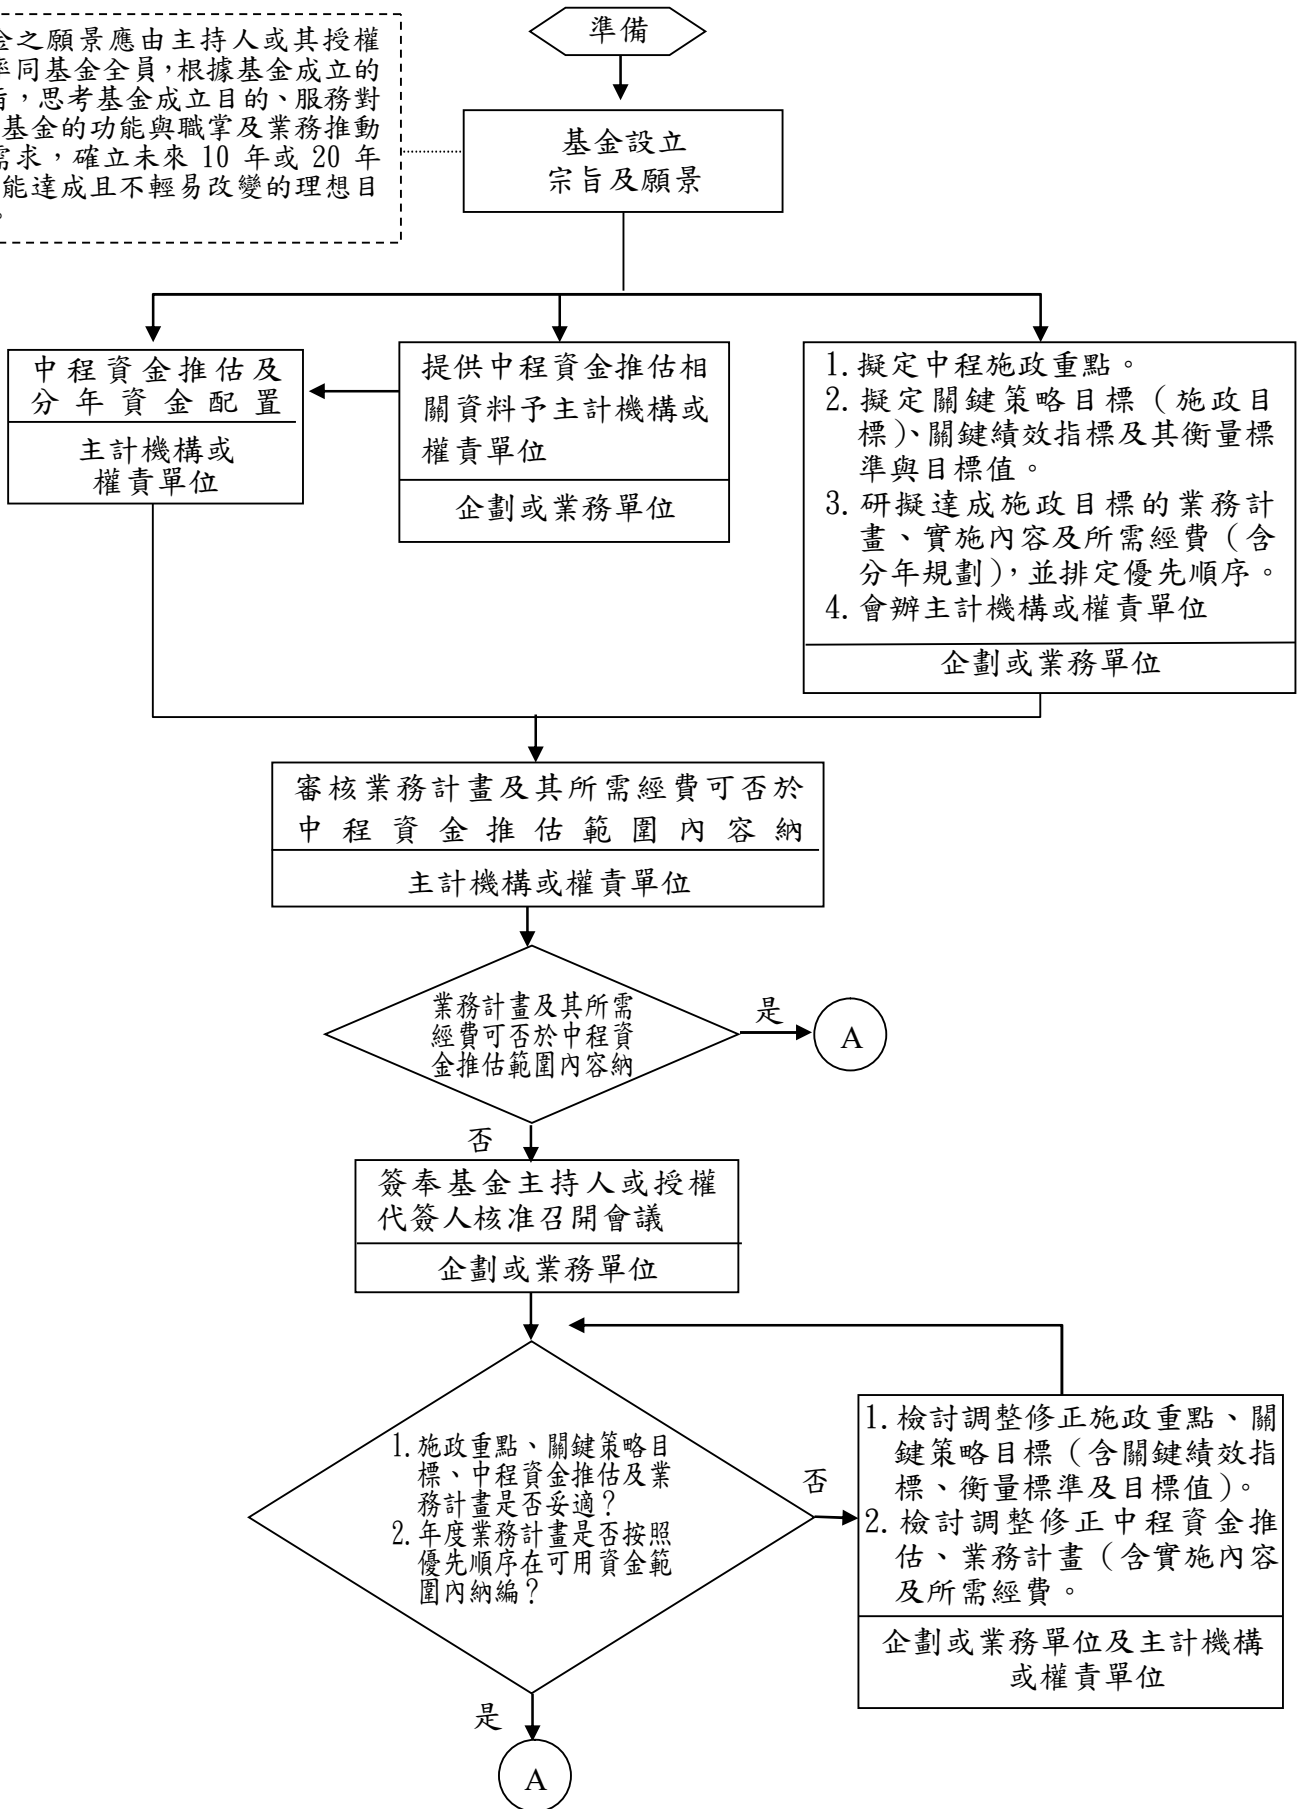 準備
金之願景應由主持人或其授權
率同基金全員，根據基金成立的
旨，思考基金成立目的、服務對
基金的功能與職掌及業務推動
需求，確立未來 10 年或 20 年
能達成且不輕易改變的理想目
。
基金設立
宗旨及願景
中程資金推估及
分年資金配置
主計機構或
權責單位
提供中程資金推估相
關資料予主計機構或
權責單位
企劃或業務單位
1.擬定中程施政重點。
2.擬定關鍵策略目標（施政目
標）、關鍵績效指標及其衡量標
準與目標值。
3.研擬達成施政目標的業務計
畫、實施內容及所需經費（含
分年規劃），並排定優先順序。
4.會辦主計機構或權責單位
企劃或業務單位
審核業務計畫及其所需經費可否於
中程資金推估範圍內容納
主計機構或權責單位
業務計畫及其所需
經費可否於中程資
金推估範圍內容納
是
A
否
簽奉基金主持人或授權
代簽人核准召開會議
企劃或業務單位
1.施政重點、關鍵策略目
標、中程資金推估及業
務計畫是否妥適？
2.年度業務計畫是否按照
優先順序在可用資金範
圍內納編？
否
1.檢討調整修正施政重點、關
鍵策略目標（含關鍵績效指
標、衡量標準及目標值）。
2.檢討調整修正中程資金推
估、業務計畫（含實施內容
及所需經費。
企劃或業務單位及主計機構
或權責單位
是
A